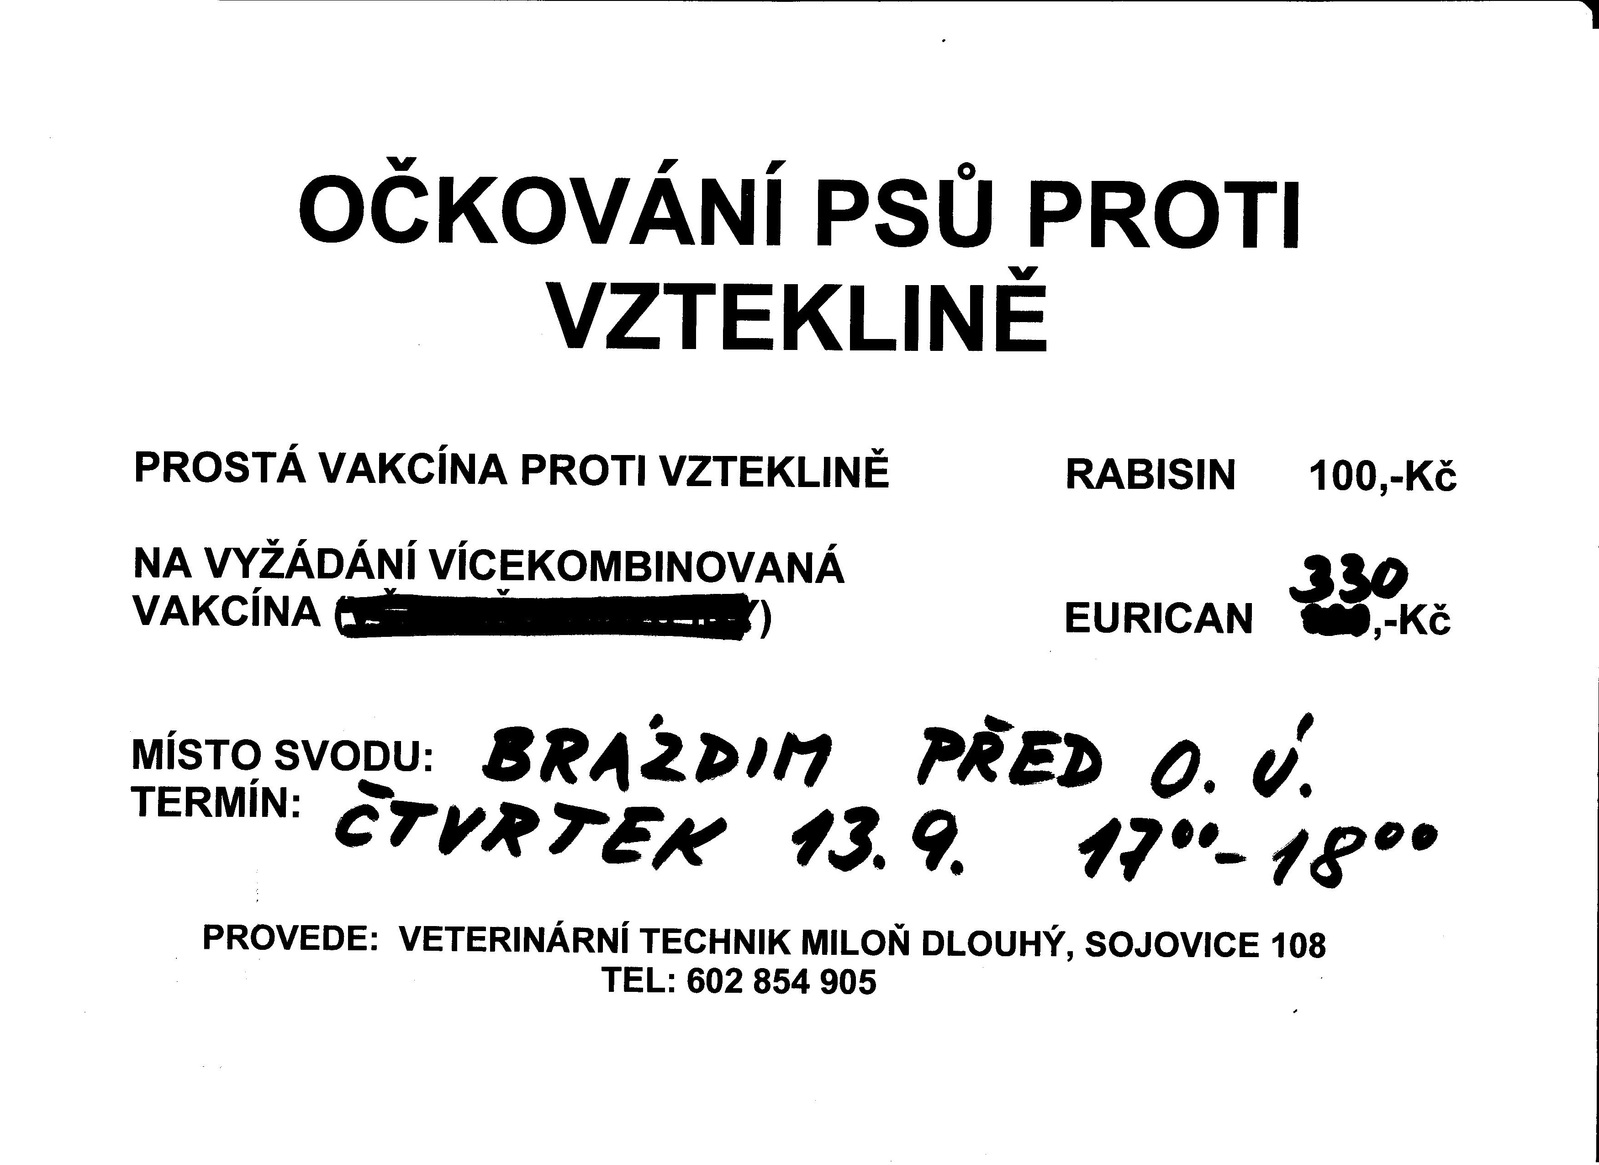 OČKOVÁNÍ PSŮ PROTI
VZTEKLINĚ
PROSTÁ VAKCÍNA PROTI VZTEKLINĚ RABISIN 100,-Kč
NA VYŽÁDÁNÍ VÍCEKOMBINOVANÁ 330
VAKCÍNA ( ) EURICAN ,-Kč
MÍSTO SVODU: BRÁZDIM PŘED O. Ú.
TERMÍN: ČTVRTEK 13. 9. 17⁰⁰-18⁰⁰
PROVEDE: VETERINÁRNÍ TECHNIK MILOŇ DLOUHÝ, SOJOVICE 108
TEL: 602 854 905